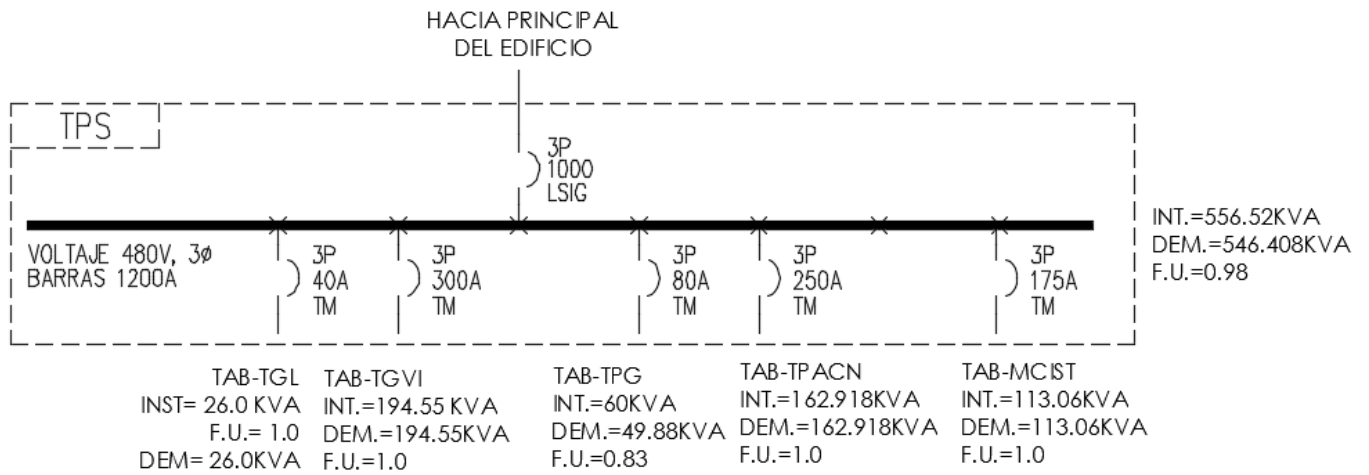 HACIA PRINCIPAL
DEL EDIFICIO
TPS
3P
1000
LSIG
VOLTAJE 480V, 3ø
BARRAS 1200A
3P
40A
TM
3P
300A
TM
3P
80A
TM
3P
250A
TM
3P
175A
TM
INT.=556.52KVA
DEM.=546.408KVA
F.U.=0.98
TAB-TGL
INST= 26.0 KVA
F.U.= 1.0
DEM= 26.0KVA
TAB-TGVI
INT.=194.55 KVA
DEM.=194.55KVA
F.U.=1.0
TAB-TPG
INT.=60KVA
DEM.=49.88KVA
F.U.=0.83
TAB-TPACN
INT.=162.918KVA
DEM.=162.918KVA
F.U.=1.0
TAB-MCIST
INT.=113.06KVA
DEM.=113.06KVA
F.U.=1.0